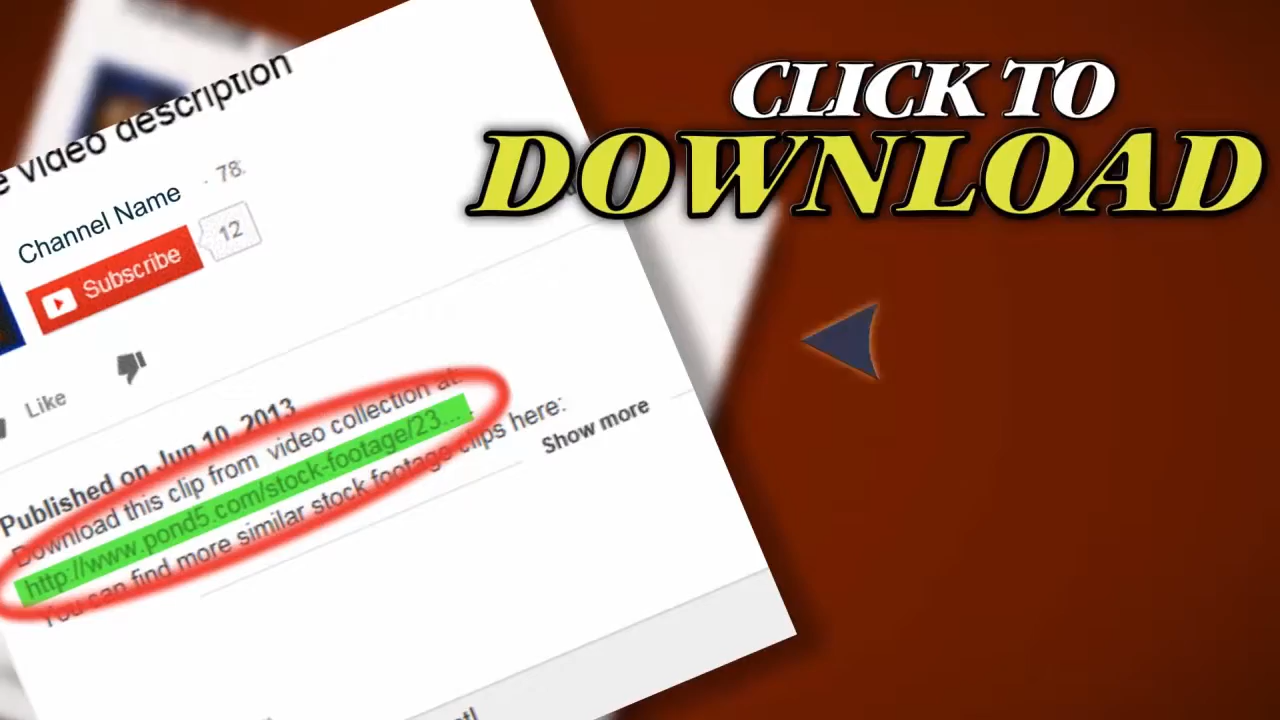 CLICK TO
DOWNLOAD
video description
Channel Name
78
Subscribe
12
Like
Published on Jun 10, 2013
Download this clip from video collection at:
http://www.pond5.com/stock-footage/23...
You can find more similar stock footage clips here:
Show more